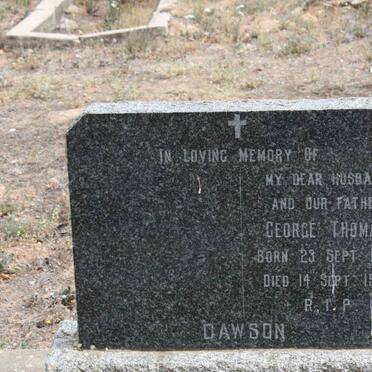 IN LOVING MEMORY OF
MY DEAR HUSBA
AND OUR FATHE
GEORGE THOMA
BORN 23 SEPT
DIED 14 SEPT 19
R.I.P
DAWSON